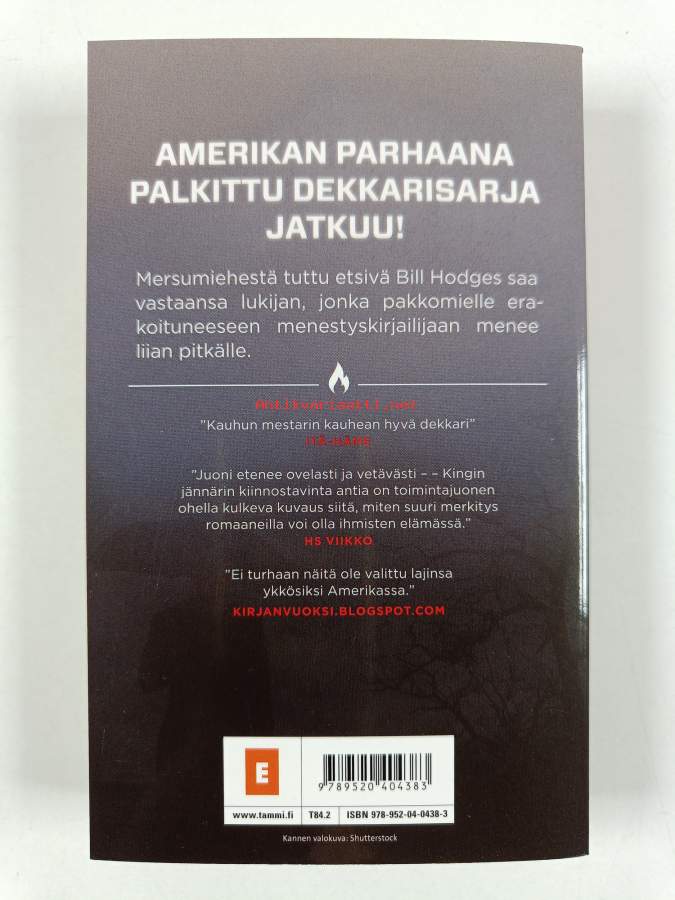 AMERIKAN PARHAANA
PALKITTU DEKKARISARJA
JATKUU!
Mersumiehestä tuttu etsivä Bill Hodges saa
vastaansa lukijan, jonka pakkomielle era-
koituneeseen menestyskirjailijaan menee
liian pitkälle.
Antikvariaatti.net
”Kauhun mestarin kauhean hyvä dekkari”
ITÄ-HÄME
”Juoni etenee ovelasti ja vetävästi – – Kingin
jännärin kiinnostavinta antia on toimintajuonen
ohella kulkeva kuvaus siitä, miten suuri merkitys
romaaneilla voi olla ihmisten elämässä.”
HS VIIKKO
”Ei turhaan näitä ole valittu lajinsa
ykkösiksi Amerikassa.”
KIRJANVUOKSI.BLOGSPOT.COM
E
9 789520 404383
www.tammi.fi T84.2 ISBN 978-952-04-0438-3
Kannen valokuva: Shutterstock